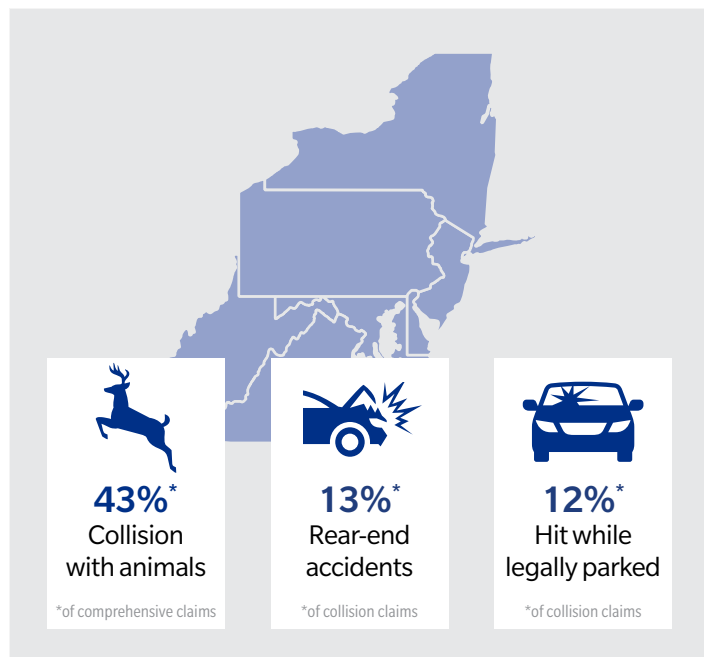 43%*
Collision
with animals
*of comprehensive claims
13%*
Rear-end
accidents
*of collision claims
12%*
Hit while
legally parked
*of collision claims